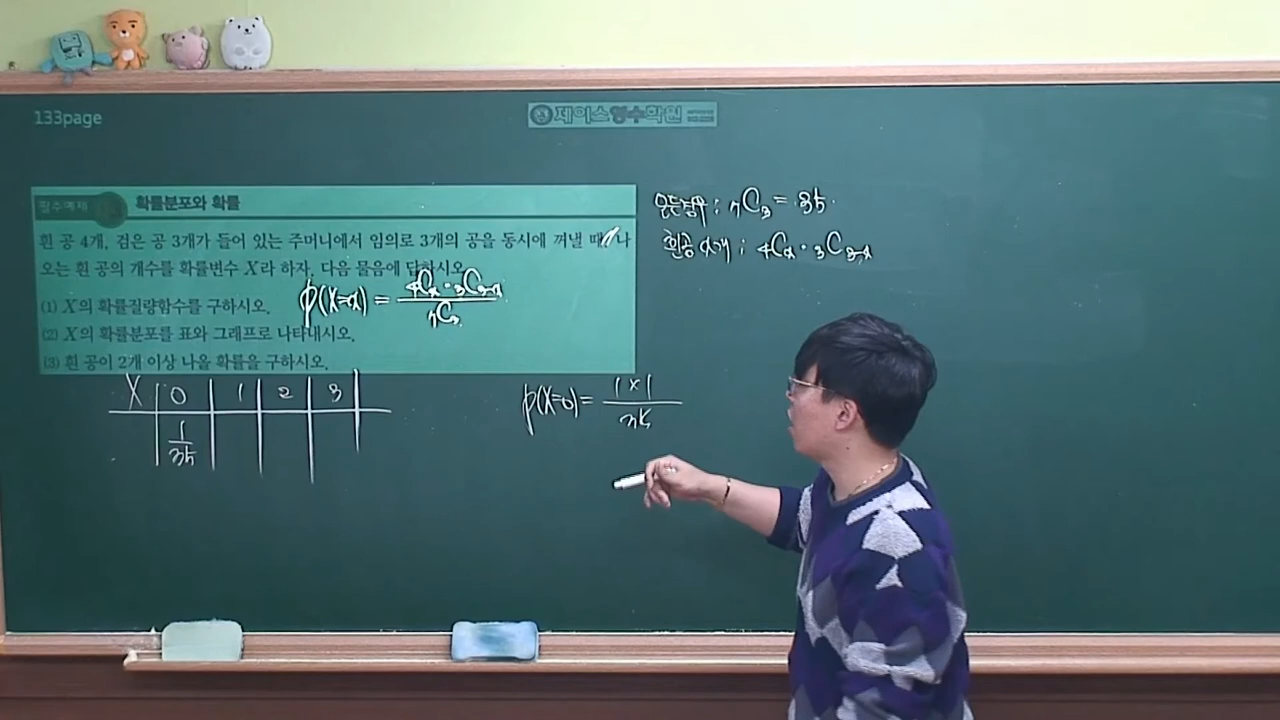 133page
제이스영수학원
필수예제 확률분포와 확률
흰 공 4개, 검은 공 3개가 들어 있는 주머니에서 임의로 3개의 공을 동시에 꺼낼 때, 나
오는 흰 공의 개수를 확률변수 X라 하자. 다음 물음에 답하시오.
(1) X의 확률질량함수를 구하시오.
P(X=x) = ₄Cₓ · ₃C₃₋ₓ / ₇C₃
(2) X의 확률분포를 표와 그래프로 나타내시오.
(3) 흰 공이 2개 이상 나올 확률을 구하시오.
모든경우 : ₇C₃ = 35.
흰공 x개 : ₄Cₓ · ₃C₃₋ₓ
X 0 1 2 3
1/35
P(X=0) = 1×1 / 35